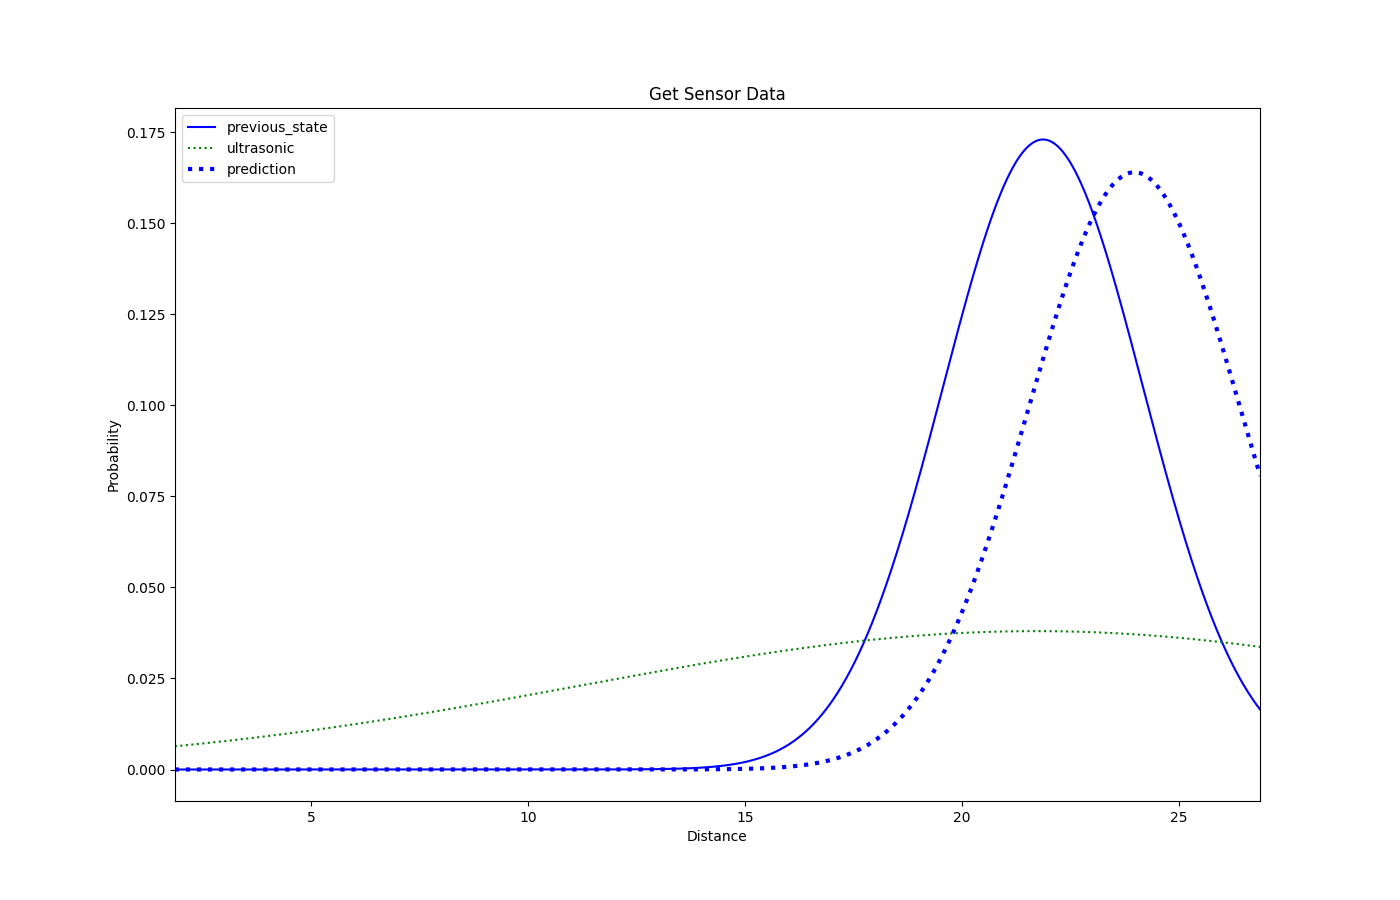 Get Sensor Data
previous_state
ultrasonic
prediction
0.175
0.150
0.125
0.100
0.075
0.050
0.025
0.000
Probability
5 10 15 20 25
Distance